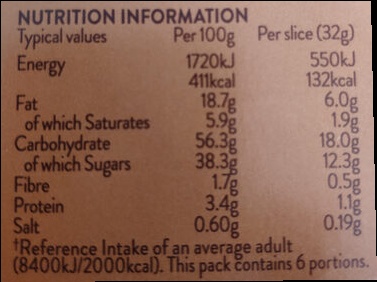 NUTRITION INFORMATION
Typical values Per 100g Per slice (32g)
Energy 1720kJ 550kJ
411kcal 132kcal
Fat 18.7g 6.0g
of which Saturates 5.9g 1.9g
Carbohydrate 56.3g 18.0g
of which Sugars 38.3g 12.3g
Fibre 1.7g 0.5g
Protein 3.4g 1.1g
Salt 0.60g 0.19g
†Reference Intake of an average adult
(8400kJ/2000kcal). This pack contains 6 portions.